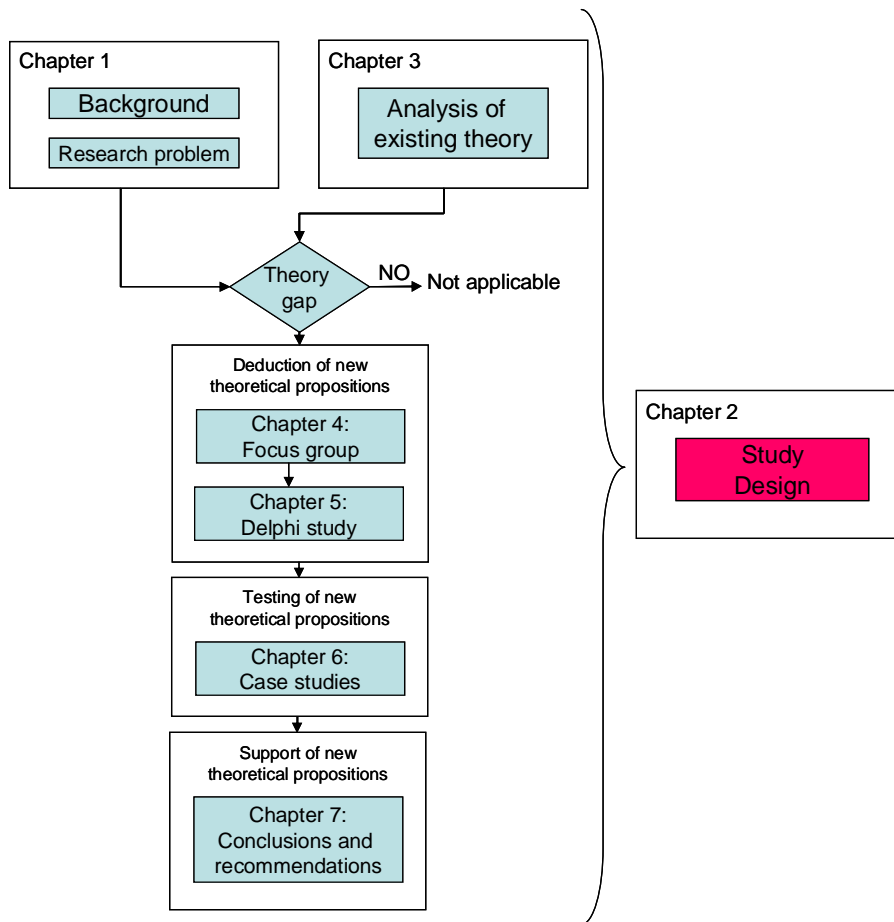 Chapter 1
Background
Research problem
Chapter 3
Analysis of
existing theory
Theory
gap
NO
Not applicable
Deduction of new
theoretical propositions
Chapter 4:
Focus group
Chapter 5:
Delphi study
Testing of new
theoretical propositions
Chapter 6:
Case studies
Support of new
theoretical propositions
Chapter 7:
Conclusions and
recommendations
Chapter 2
Study
Design